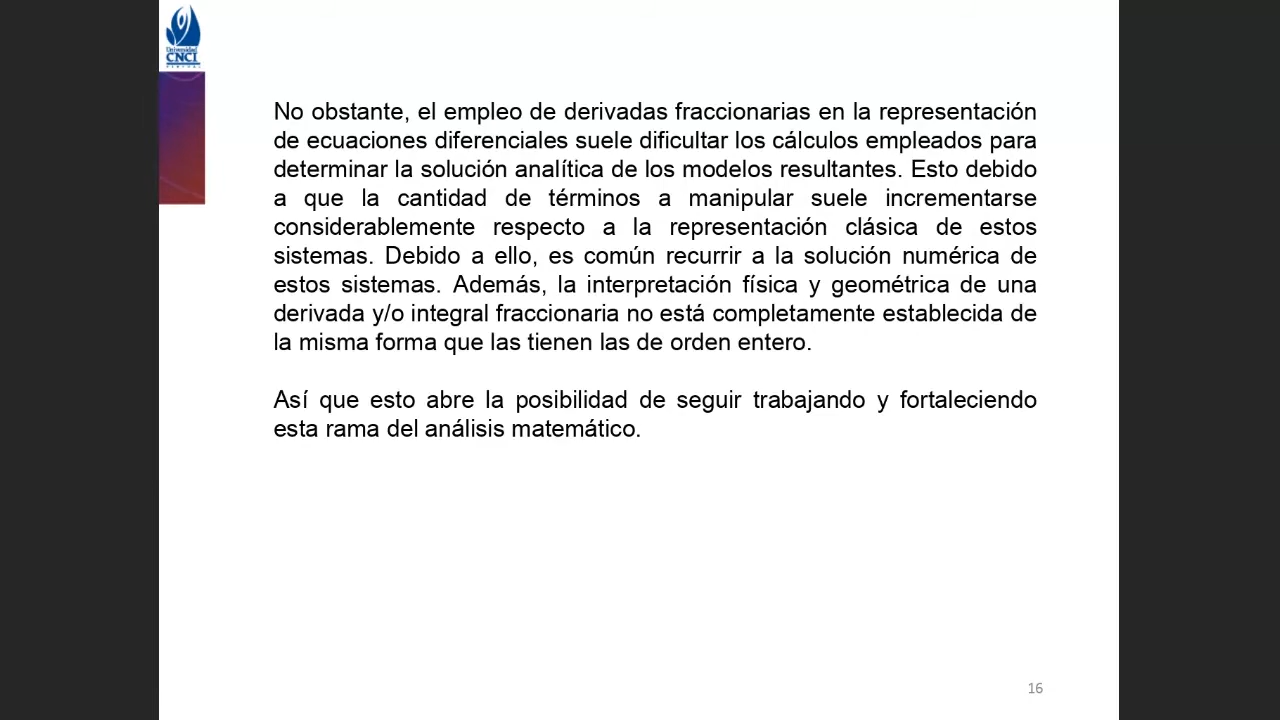 Universidad
CNCI
VIRTUAL
No obstante, el empleo de derivadas fraccionarias en la representación
de ecuaciones diferenciales suele dificultar los cálculos empleados para
determinar la solución analítica de los modelos resultantes. Esto debido
a que la cantidad de términos a manipular suele incrementarse
considerablemente respecto a la representación clásica de estos
sistemas. Debido a ello, es común recurrir a la solución numérica de
estos sistemas. Además, la interpretación física y geométrica de una
derivada y/o integral fraccionaria no está completamente establecida de
la misma forma que las tienen las de orden entero.
Así que esto abre la posibilidad de seguir trabajando y fortaleciendo
esta rama del análisis matemático.
16